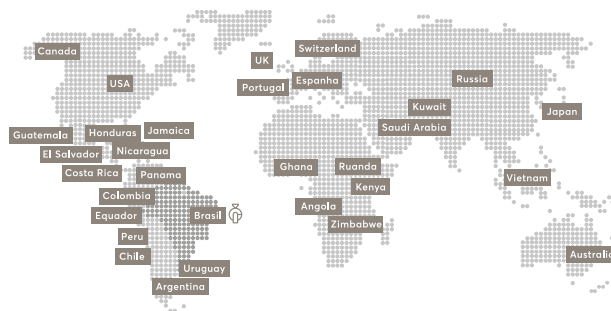 Canada
Switzerland
UK
USA
Portugal
Espanha
Russia
Kuwait
Japan
Guatemala
Honduras
Jamaica
Saudi Arabia
El Salvador
Nicaragua
Costa Rica
Panama
Ghana
Ruanda
Vietnam
Kenya
Colombia
Angola
Equador
Brasil
Zimbabwe
Peru
Chile
Australia
Uruguay
Argentina